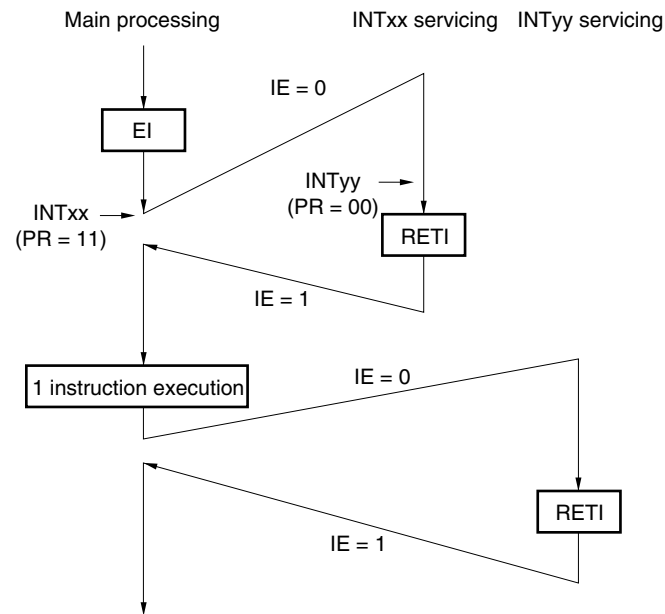 Main processing
INTxx servicing
INTyy servicing
IE = 0
EI
INTyy
(PR = 00)
INTxx
(PR = 11)
RETI
IE = 1
1 instruction execution
IE = 0
RETI
IE = 1